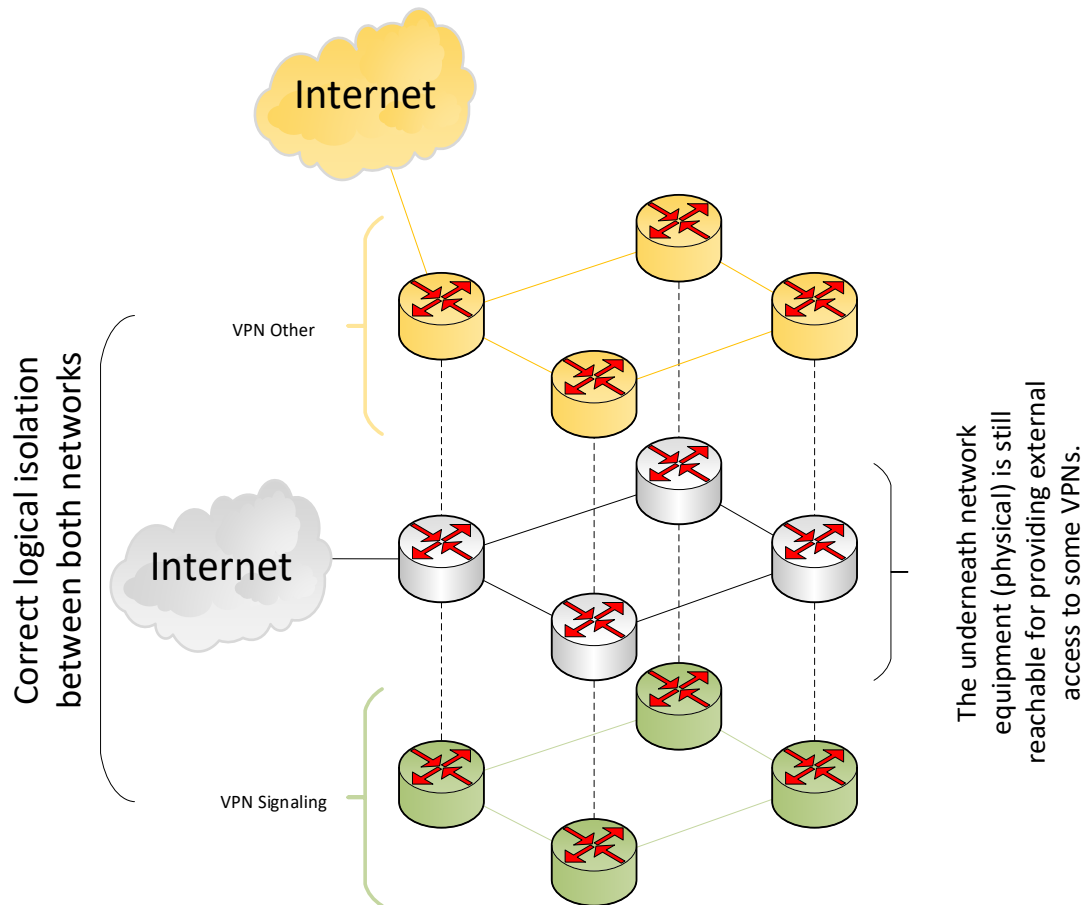 Internet
VPN Other
Correct logical isolation
between both networks
Internet
The underneath network
equipment (physical) is still
reachable for providing external
access to some VPNs.
VPN Signaling